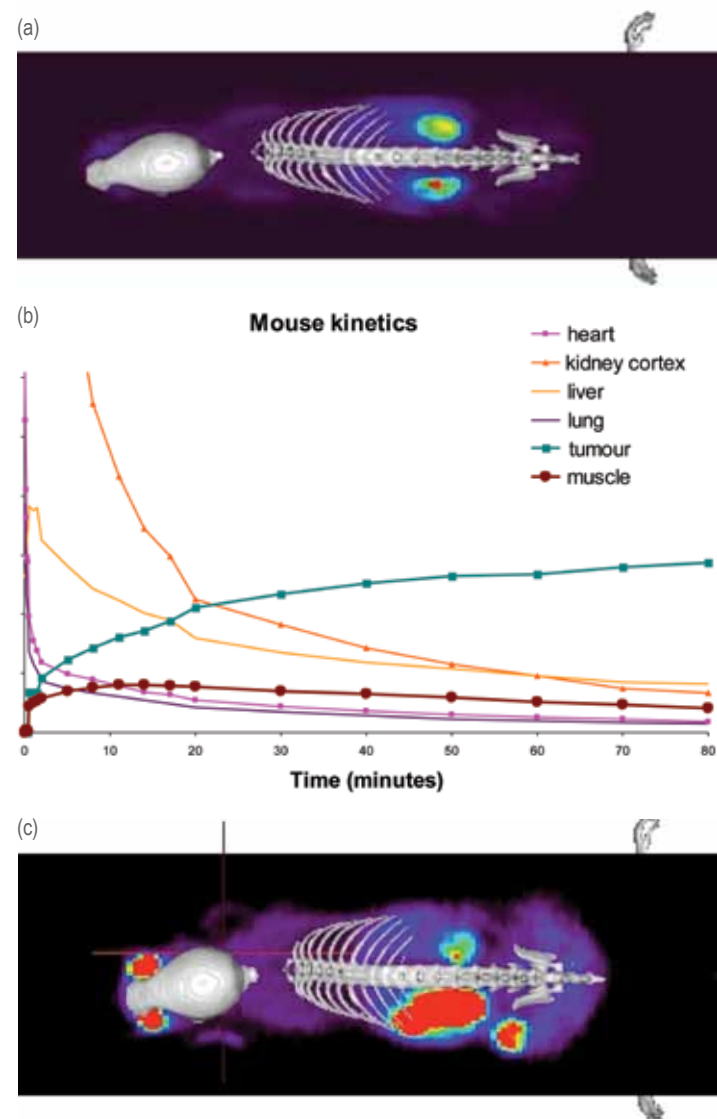 (a)
(b)
Mouse kinetics
heart
kidney cortex
liver
lung
tumour
muscle
0 10 20 30 40 50 60 70 80
Time (minutes)
(c)